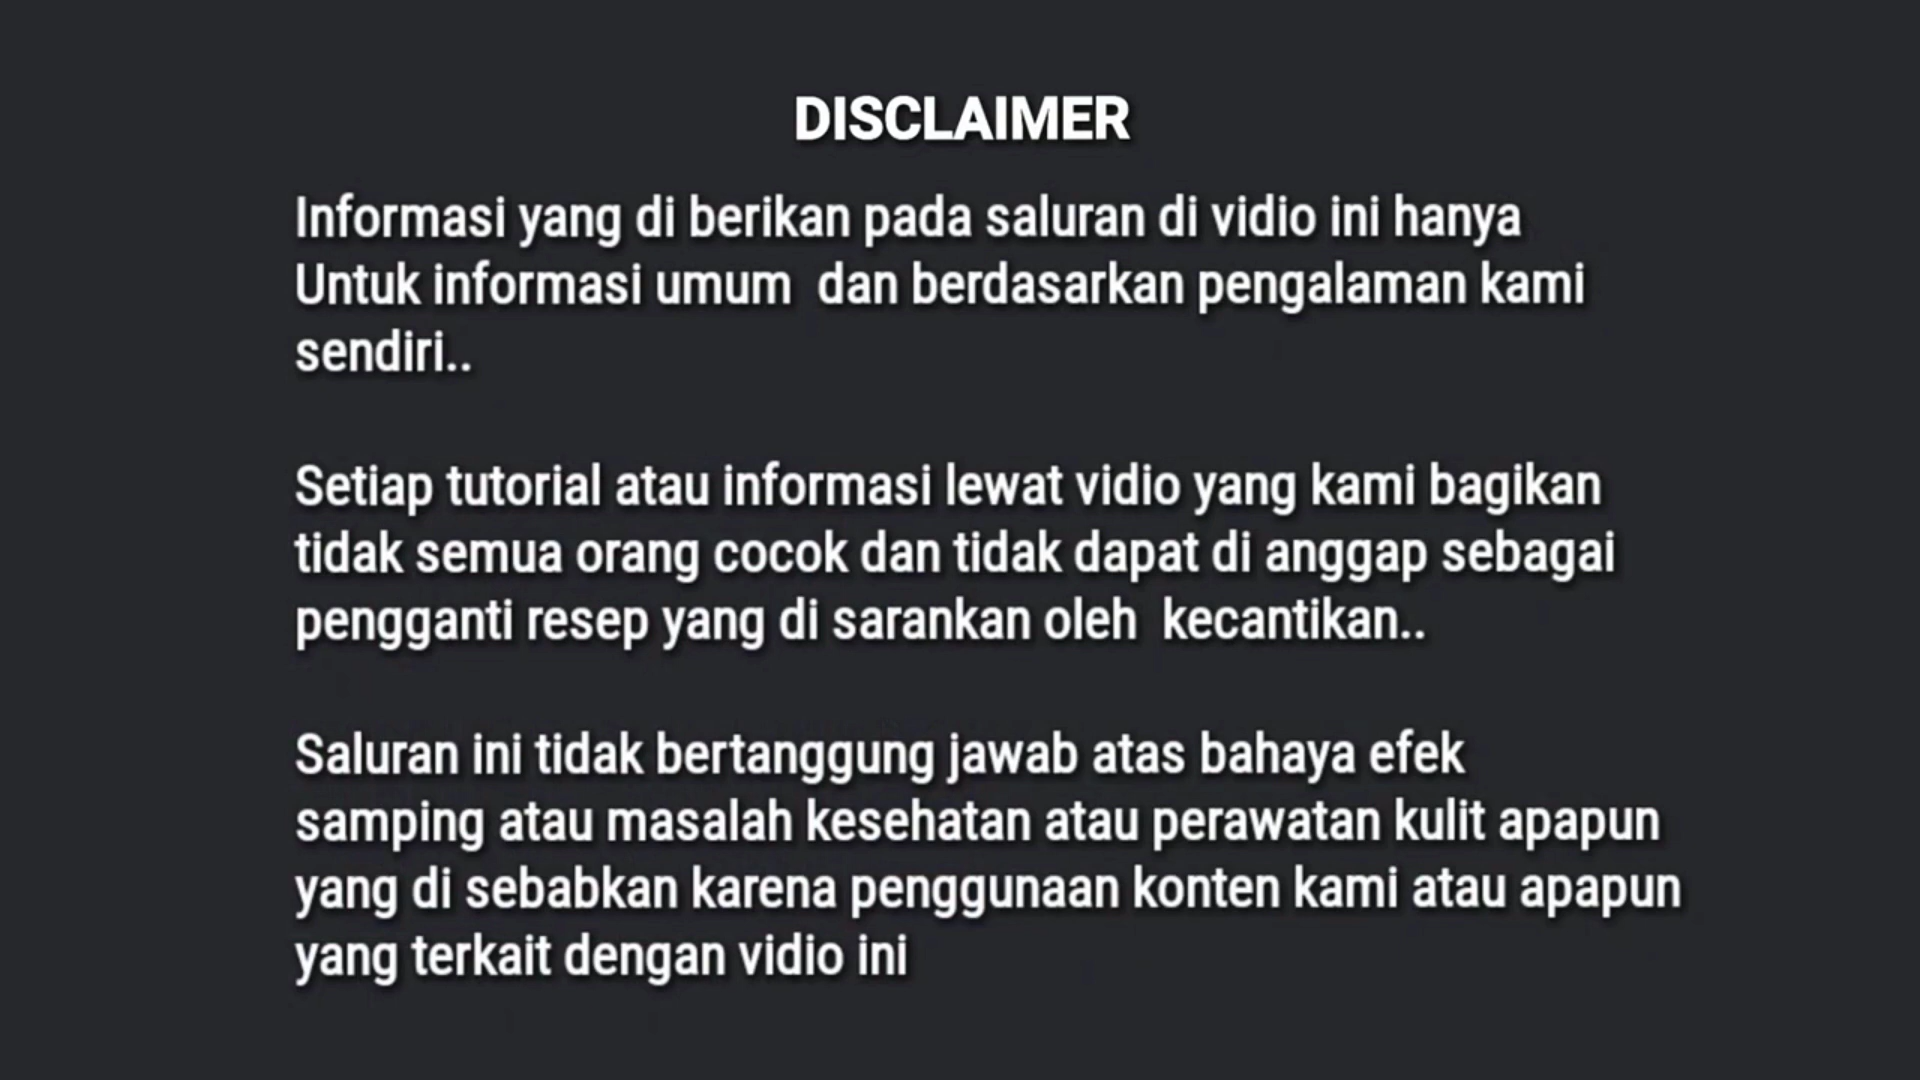 DISCLAIMER
Informasi yang di berikan pada saluran di vidio ini hanya
Untuk informasi umum  dan berdasarkan pengalaman kami
sendiri..
Setiap tutorial atau informasi lewat vidio yang kami bagikan
tidak semua orang cocok dan tidak dapat di anggap sebagai
pengganti resep yang di sarankan oleh  kecantikan..
Saluran ini tidak bertanggung jawab atas bahaya efek
samping atau masalah kesehatan atau perawatan kulit apapun
yang di sebabkan karena penggunaan konten kami atau apapun
yang terkait dengan vidio ini